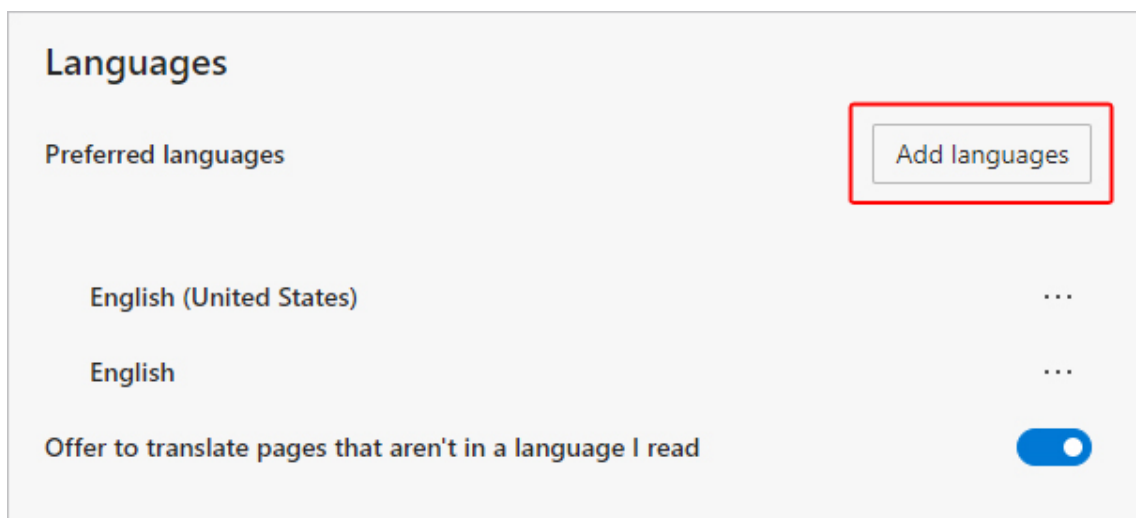 Languages
Preferred languages
Add languages
English (United States)
...
English
...
Offer to translate pages that aren't in a language I read